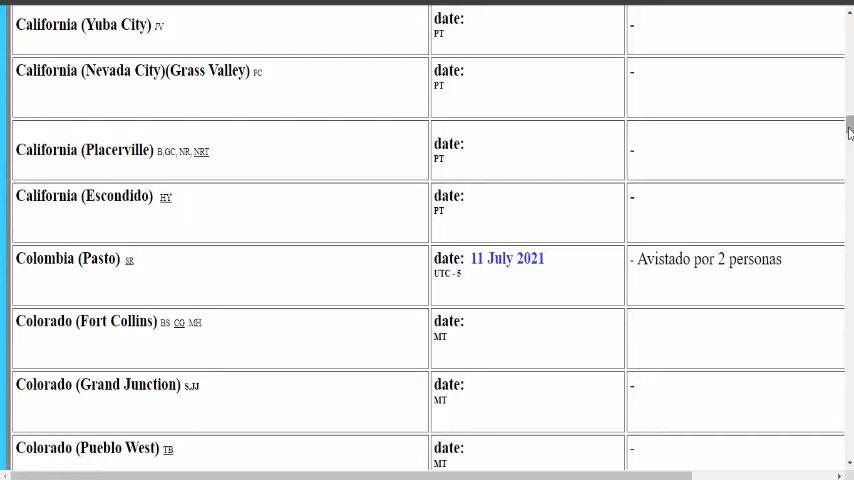 California (Yuba City) JV
date:
PT
-
California (Nevada City)(Grass Valley) PC
date:
PT
-
California (Placerville) B,GC, NR, NRT
date:
PT
-
California (Escondido) HY
date:
PT
-
Colombia (Pasto) SR
date: 11 July 2021
UTC - 5
- Avistado por 2 personas
Colorado (Fort Collins) BS CG MH
date:
MT
Colorado (Grand Junction) S,JJ
date:
MT
-
Colorado (Pueblo West) TB
date:
MT
-